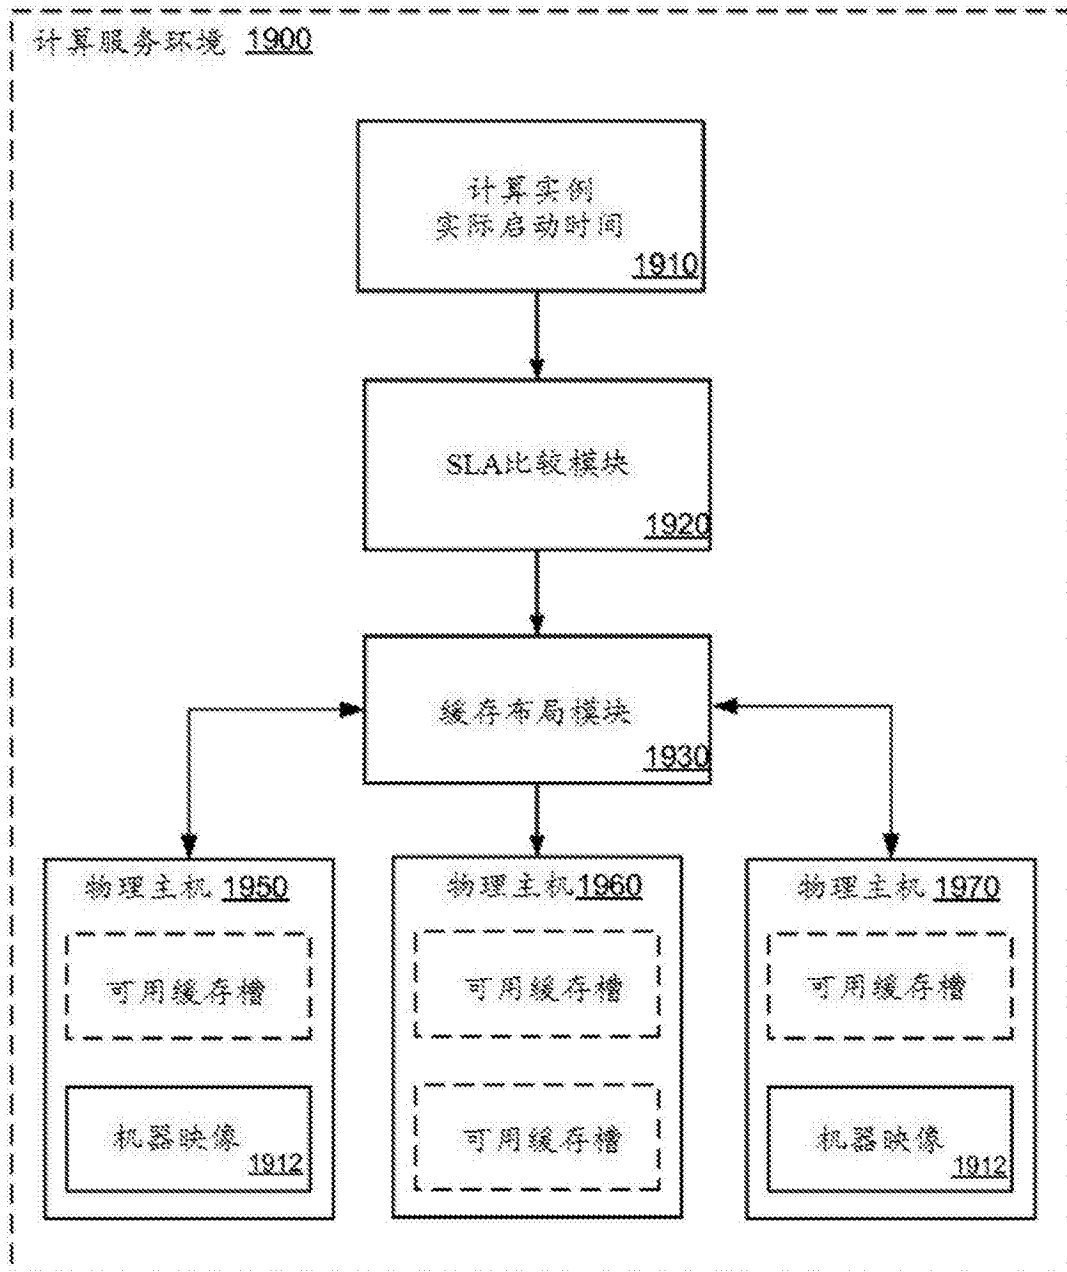 计算服务环境 1900
计算实例
实际启动时间
1910
SLA比较模块
1920
缓存布局模块
1930
物理主机 1950
可用缓存槽
机器映像
1912
物理主机1960
可用缓存槽
可用缓存槽
物理主机 1970
可用缓存槽
机器映像
1912